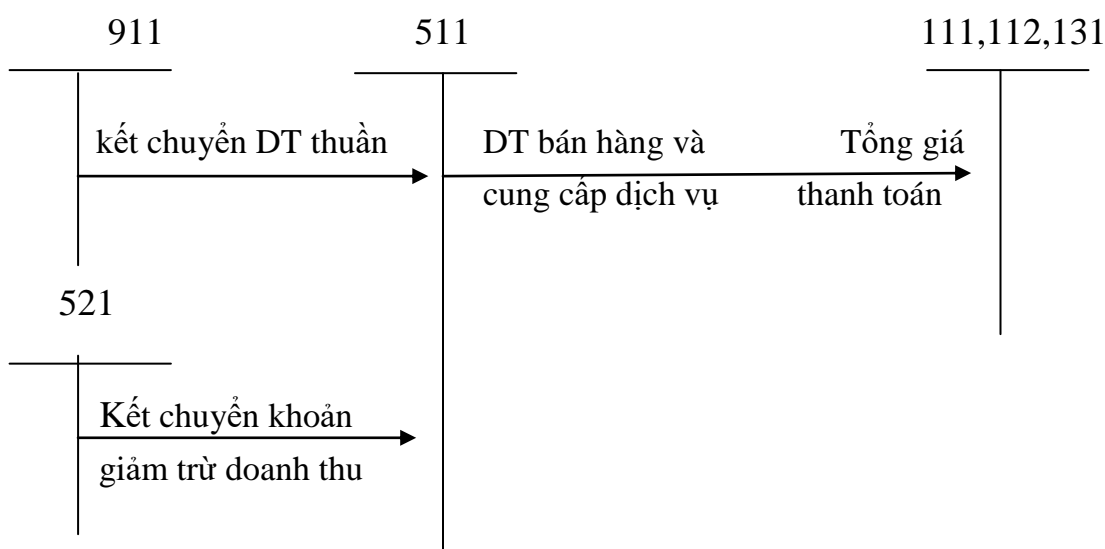 911 511 111,112,131
kết chuyển DT thuần DT bán hàng và Tổng giá
cung cấp dịch vụ thanh toán
521
Kết chuyển khoản
giảm trừ doanh thu